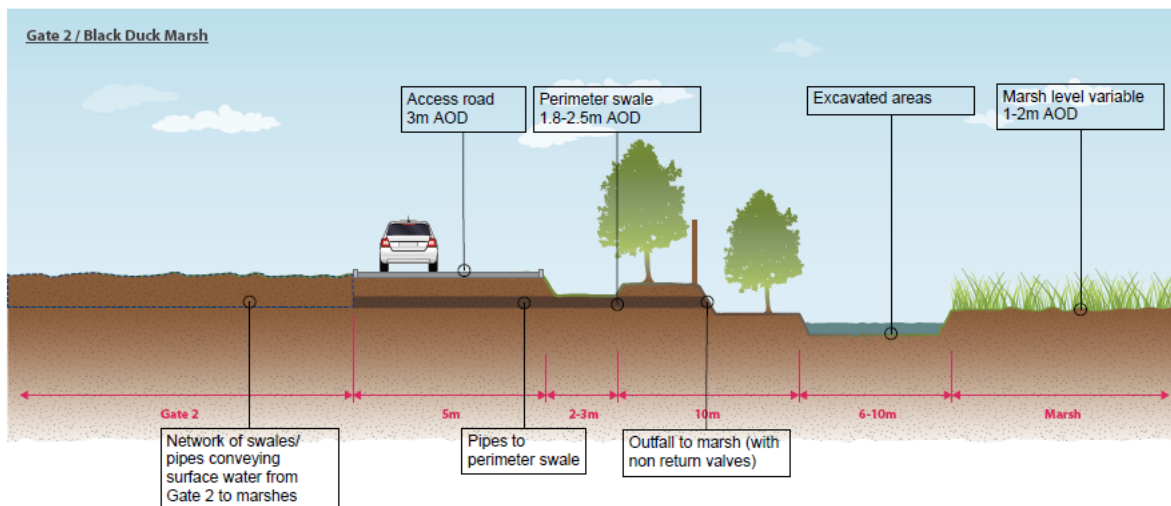 Gate 2 / Black Duck Marsh
Access road
3m AOD
Perimeter swale
1.8-2.5m AOD
Excavated areas
Marsh level variable
1-2m AOD
Gate 2
5m
2-3m
10m
6-10m
Marsh
Network of swales/
pipes conveying
surface water from
Gate 2 to marshes
Pipes to
perimeter swale
Outfall to marsh (with
non return valves)